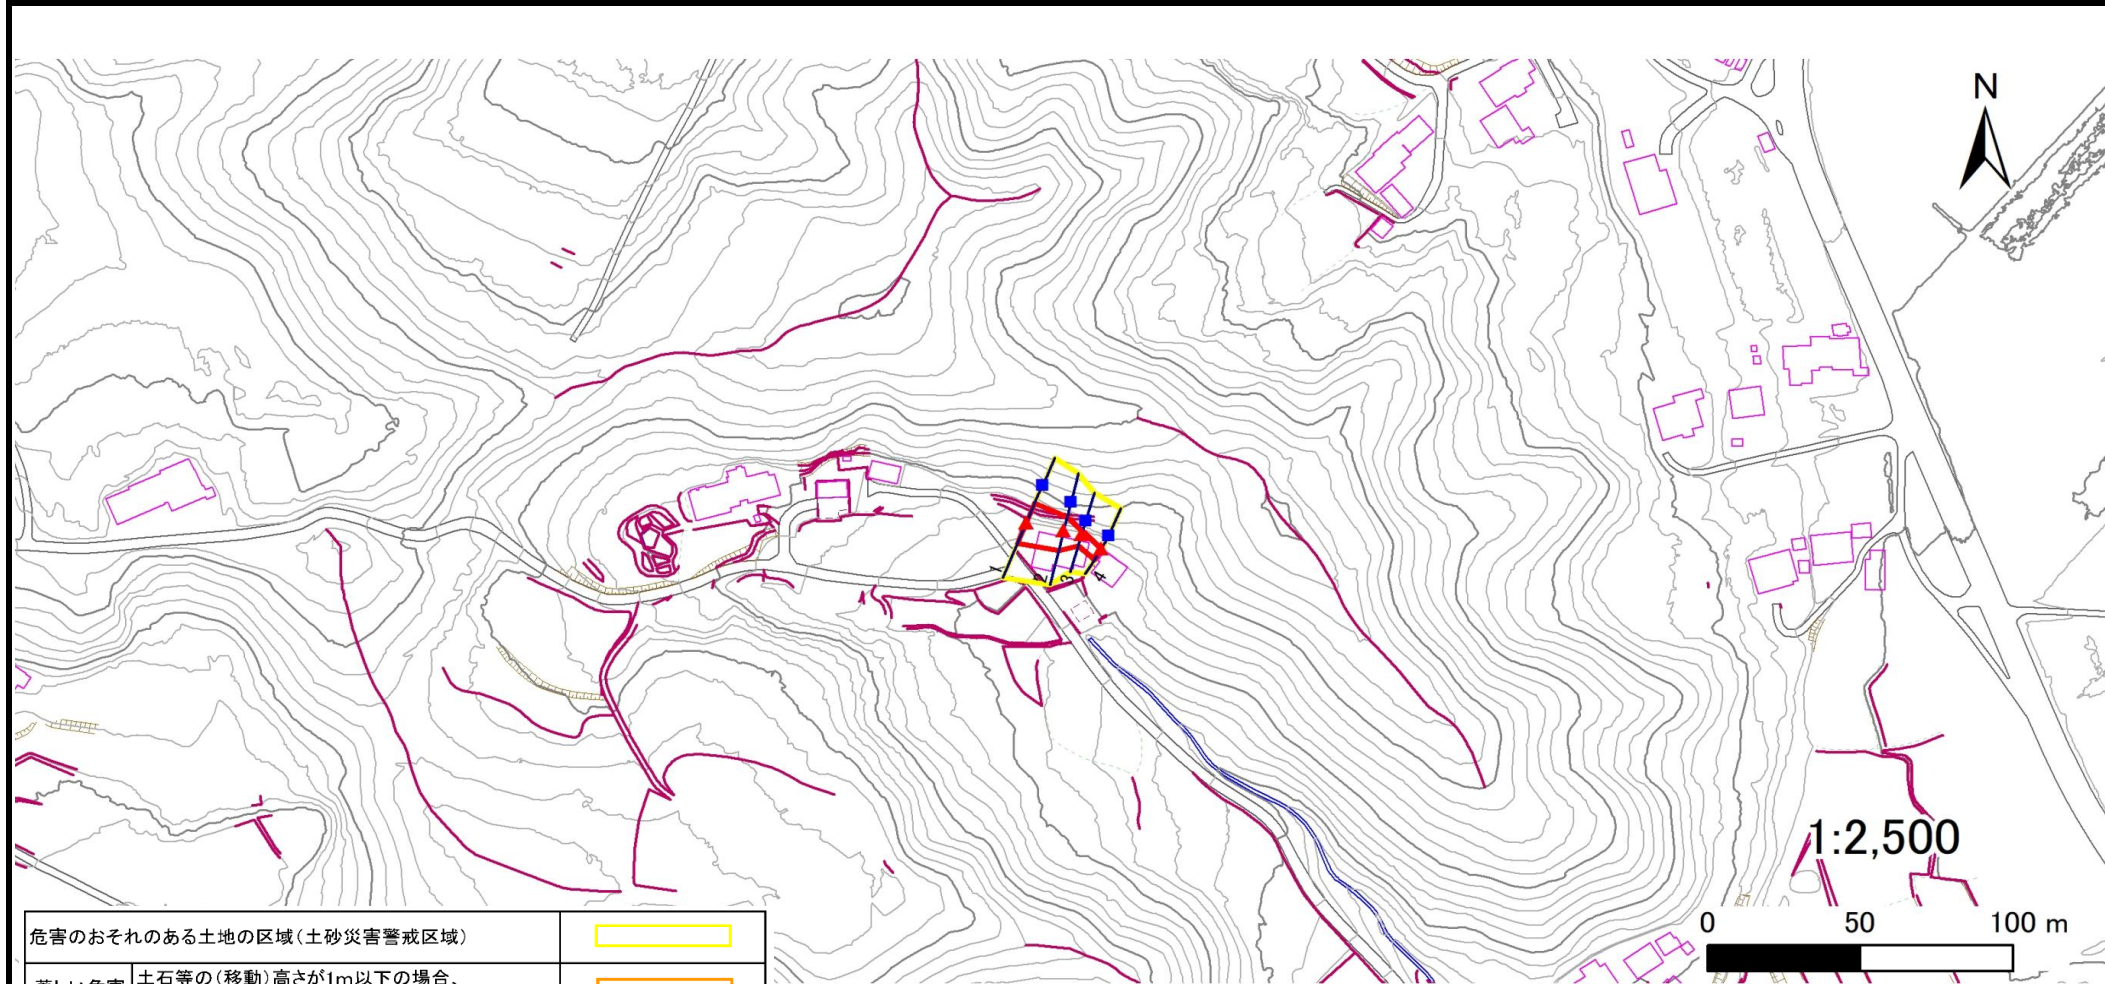 N
1
2
3
4
1:2,500
0 50 100 m
危害のおそれのある土地の区域(土砂災害警戒区域)
土石等の(移動)高さが1m以下の場合、
著しい危害